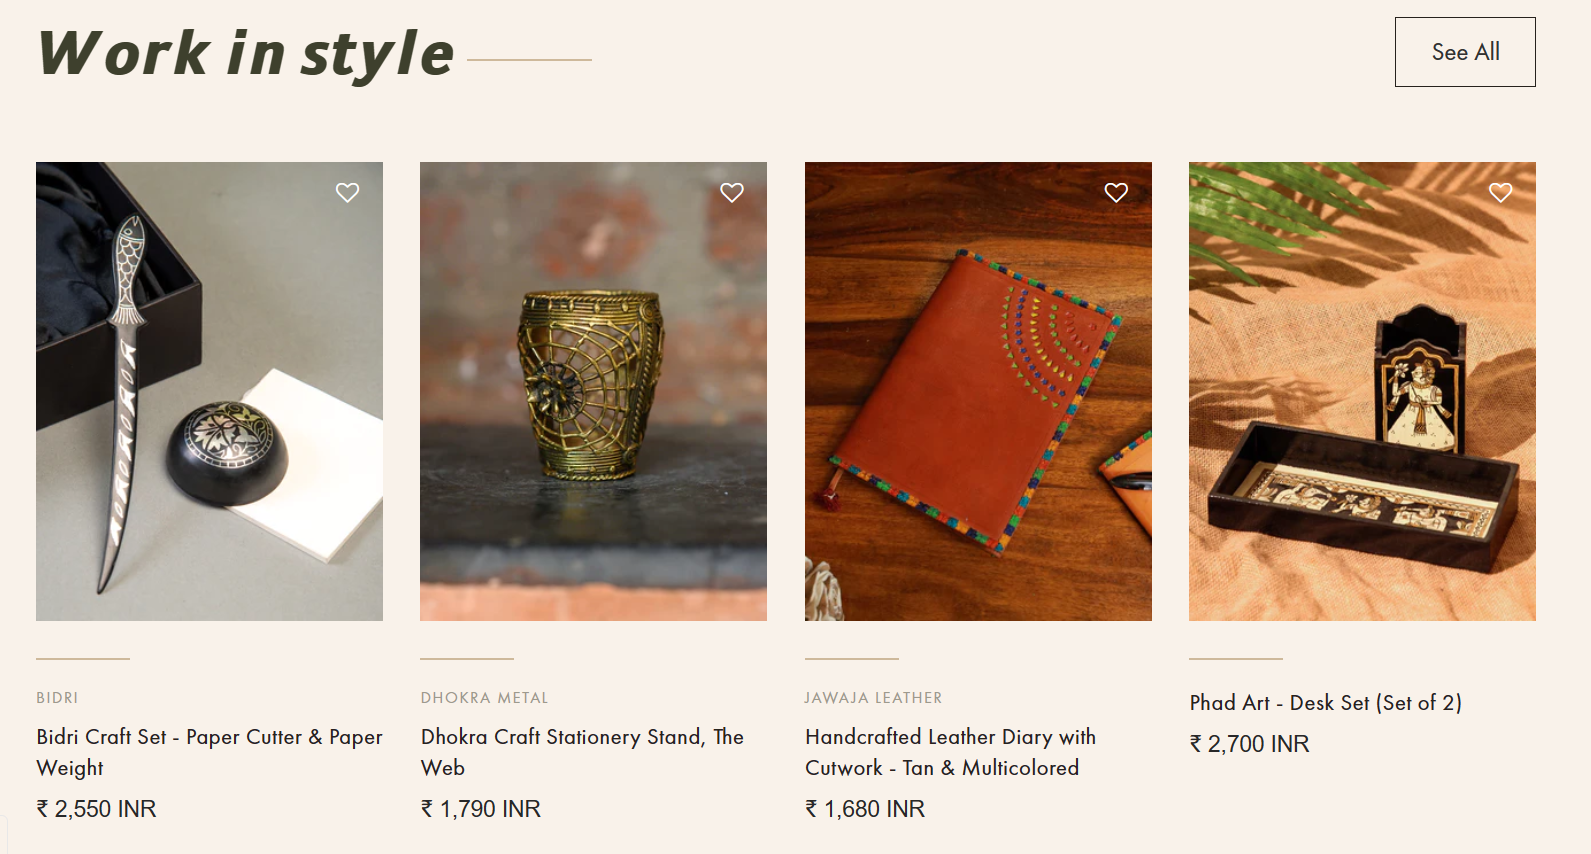 Work in style
See All
BIDRI
Bidri Craft Set - Paper Cutter & Paper
Weight
₹ 2,550 INR
DHOKRA METAL
Dhokra Craft Stationery Stand, The
Web
₹ 1,790 INR
JAWAJA LEATHER
Handcrafted Leather Diary with
Cutwork - Tan & Multicolored
₹ 1,680 INR
Phad Art - Desk Set (Set of 2)
₹ 2,700 INR